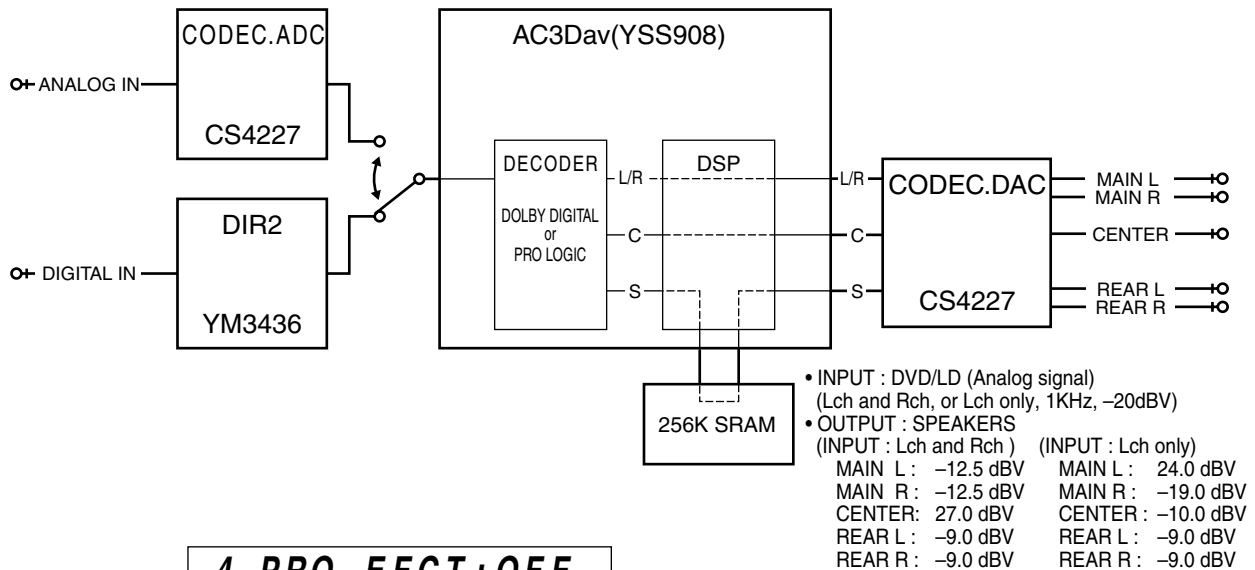 CODEC.ADC
ANALOG IN
CS4227
DIR2
DIGITAL IN
YM3436
AC3Dav(YSS908)
DECODER
DOLBY DIGITAL
or
PRO LOGIC
L/R
C
S
DSP
256K SRAM
L/R
C
S
CODEC.DAC
CS4227
MAIN L
MAIN R
CENTER
REAR L
REAR R
• INPUT : DVD/LD (Analog signal)
(Lch and Rch, or Lch only, 1KHz, –20dBV)
• OUTPUT : SPEAKERS
(INPUT : Lch and Rch ) (INPUT : Lch only)
MAIN L : –12.5 dBV MAIN L : 24.0 dBV
MAIN R : –12.5 dBV MAIN R : –19.0 dBV
CENTER: 27.0 dBV CENTER : –10.0 dBV
REAR L : –9.0 dBV REAR L : –9.0 dBV
REAR R : –9.0 dBV REAR R : –9.0 dBV